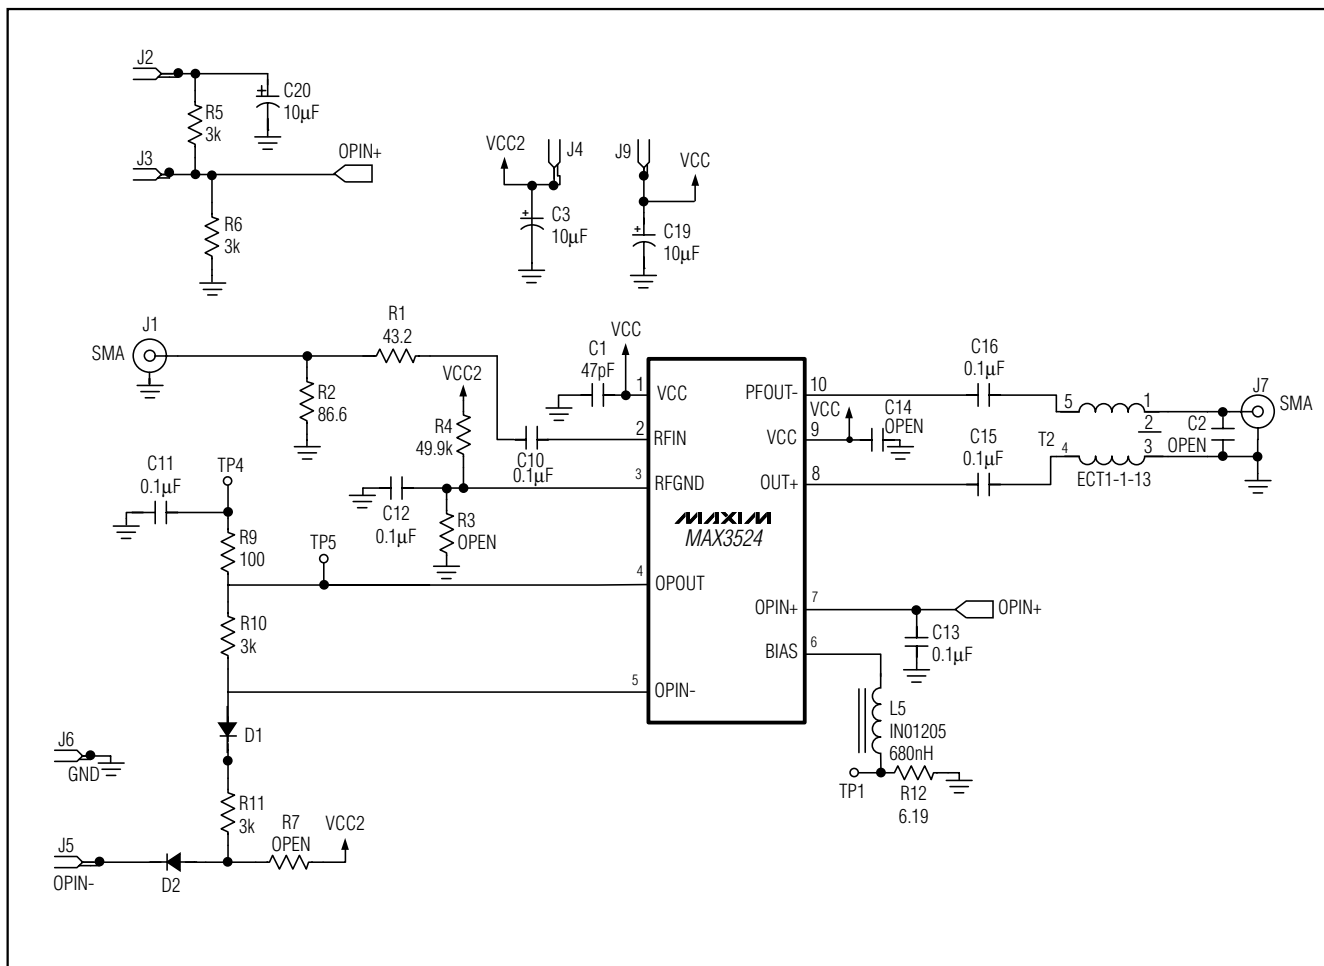 J2
C20
10µF
R5
3k
J3
OPIN+
R6
3k
VCC2
J4
C3
10µF
J9
VCC
C19
10µF
J1
SMA
R1
43.2
R2
86.6
VCC2
R4
49.9k
C10
0.1µF
C1
47pF
VCC
C11
0.1µF
TP4
C12
0.1µF
R3
OPEN
R9
100
TP5
R10
3k
1
VCC
2
RFIN
3
RFGND
4
OPOUT
5
OPIN-
MAXIM
MAX3524
10
PFOUT-
VCC
9
VCC
8
OUT+
7
OPIN+
6
BIAS
C14
OPEN
C16
0.1µF
C15
0.1µF
5
1
2
T2
4
3
ECT1-1-13
C2
OPEN
J7
SMA
OPIN+
C13
0.1µF
L5
IN01205
680nH
TP1
R12
6.19
D1
J6
GND
R11
3k
R7
OPEN
VCC2
J5
OPIN-
D2